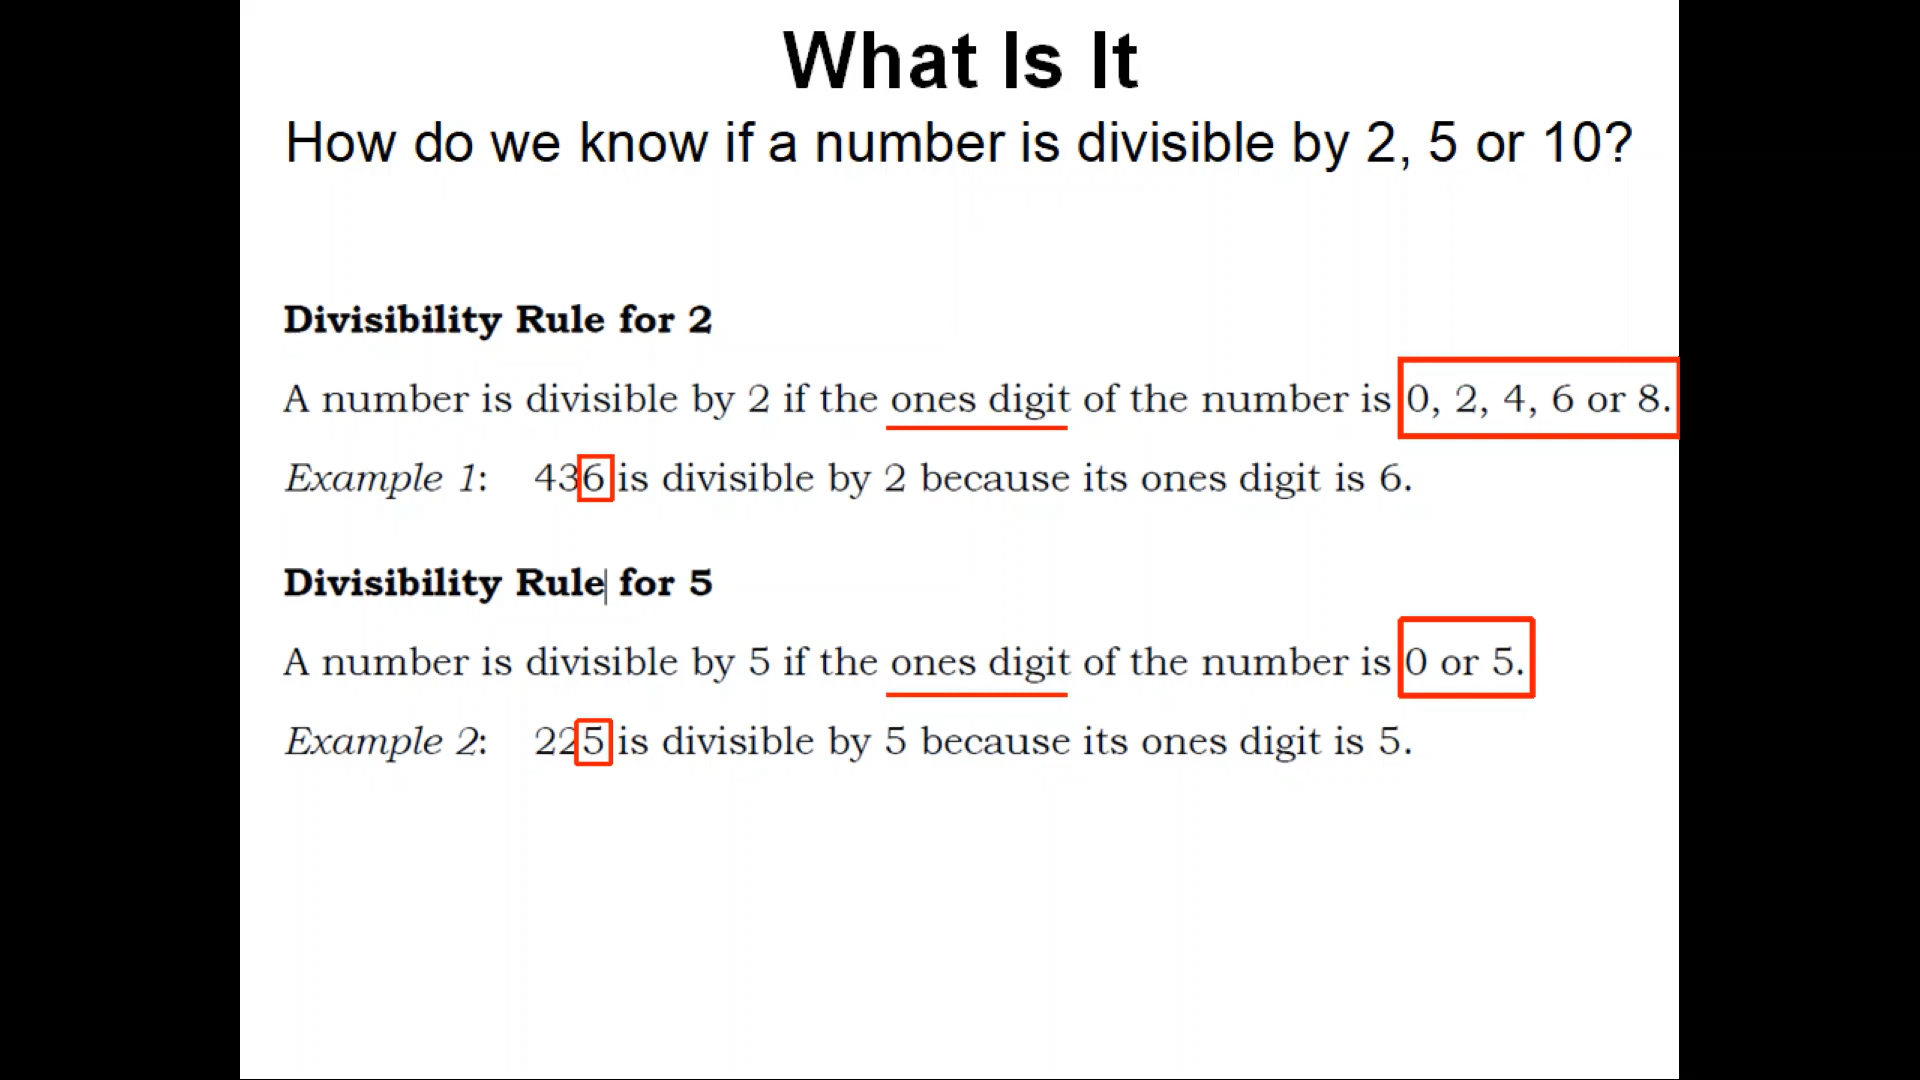 What Is It
How do we know if a number is divisible by 2, 5 or 10?
Divisibility Rule for 2
A number is divisible by 2 if the ones digit of the number is 0, 2, 4, 6 or 8.
Example 1: 436 is divisible by 2 because its ones digit is 6.
Divisibility Rule for 5
A number is divisible by 5 if the ones digit of the number is 0 or 5.
Example 2: 225 is divisible by 5 because its ones digit is 5.